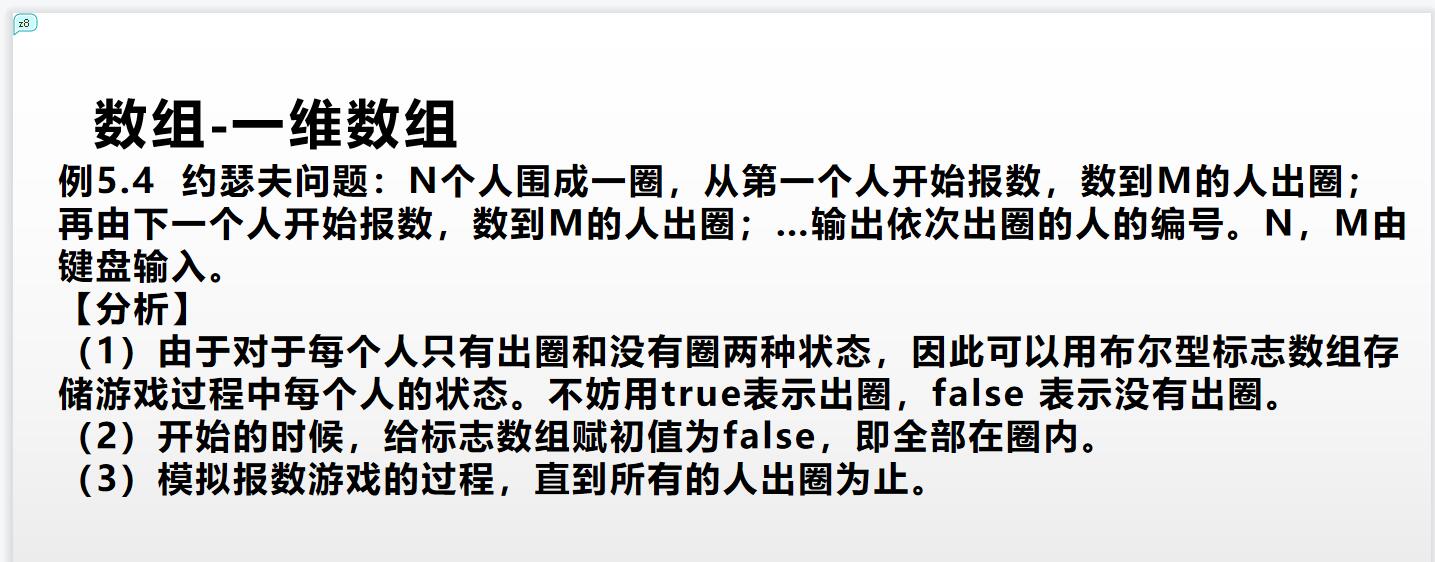 z8
数组-一维数组
例5.4 约瑟夫问题：N个人围成一圈，从第一个人开始报数，数到M的人出圈；
再由下一个人开始报数，数到M的人出圈；…输出依次出圈的人的编号。N，M由
键盘输入。
【分析】
（1）由于对于每个人只有出圈和没有圈两种状态，因此可以用布尔型标志数组存
储游戏过程中每个人的状态。不妨用true表示出圈，false 表示没有出圈。
（2）开始的时候，给标志数组赋初值为false，即全部在圈内。
（3）模拟报数游戏的过程，直到所有的人出圈为止。